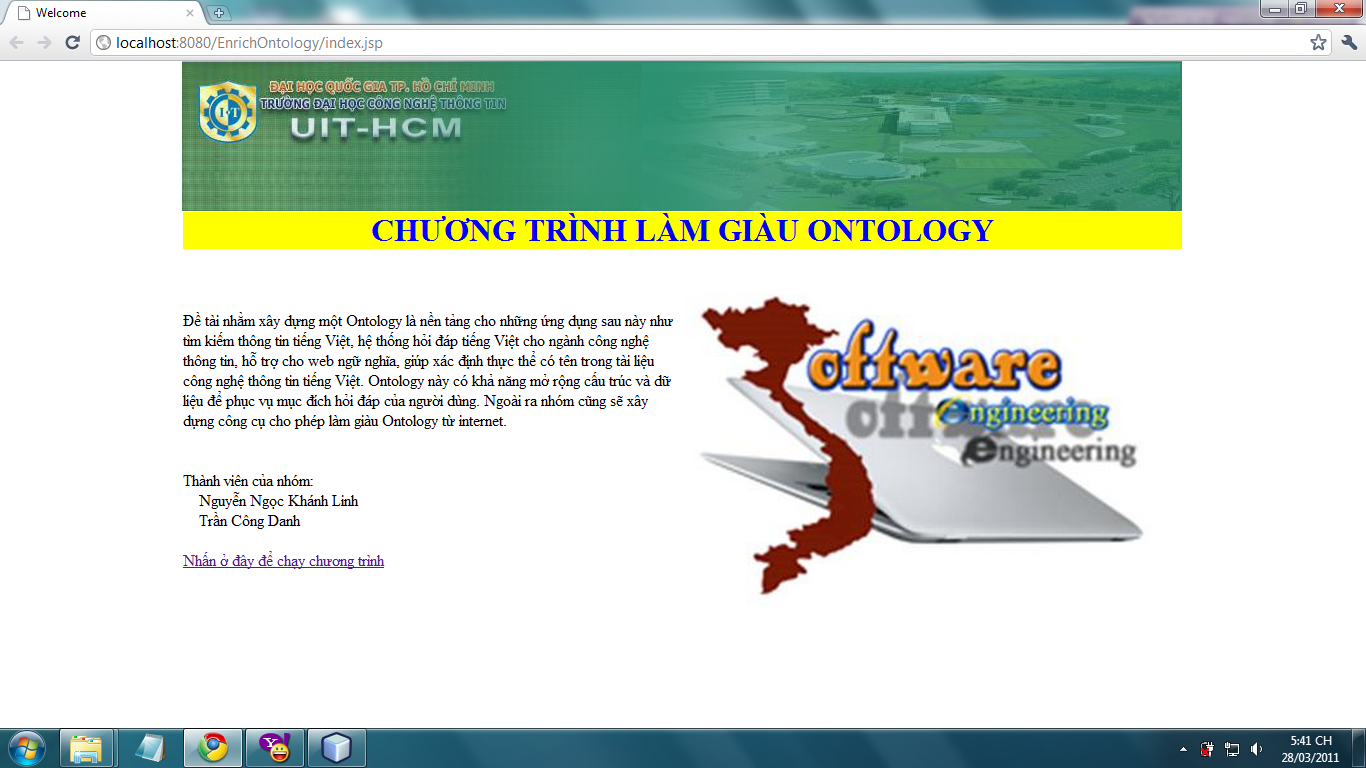 Welcome
localhost:8080/EnrichOntology/index.jsp
ĐẠI HỌC QUỐC GIA TP. HỒ CHÍ MINH
TRƯỜNG ĐẠI HỌC CÔNG NGHỆ THÔNG TIN
UIT-HCM
CHƯƠNG TRÌNH LÀM GIÀU ONTOLOGY
Đề tài nhằm xây dựng một Ontology là nền tảng cho những ứng dụng sau này như
tìm kiếm thông tin tiếng Việt, hệ thống hỏi đáp tiếng Việt cho ngành công nghệ
thông tin, hỗ trợ cho web ngữ nghĩa, giúp xác định thực thể có tên trong tài liệu
công nghệ thông tin tiếng Việt. Ontology này có khả năng mở rộng cấu trúc và dữ
liệu để phục vụ mục đích hỏi đáp của người dùng. Ngoài ra nhóm cũng sẽ xây
dựng công cụ cho phép làm giàu Ontology từ internet.
Thành viên của nhóm:
Nguyễn Ngọc Khánh Linh
Trần Công Danh
Nhấn ở đây để chạy chương trình
oftware
engineering
engineering
5:41 CH
28/03/2011